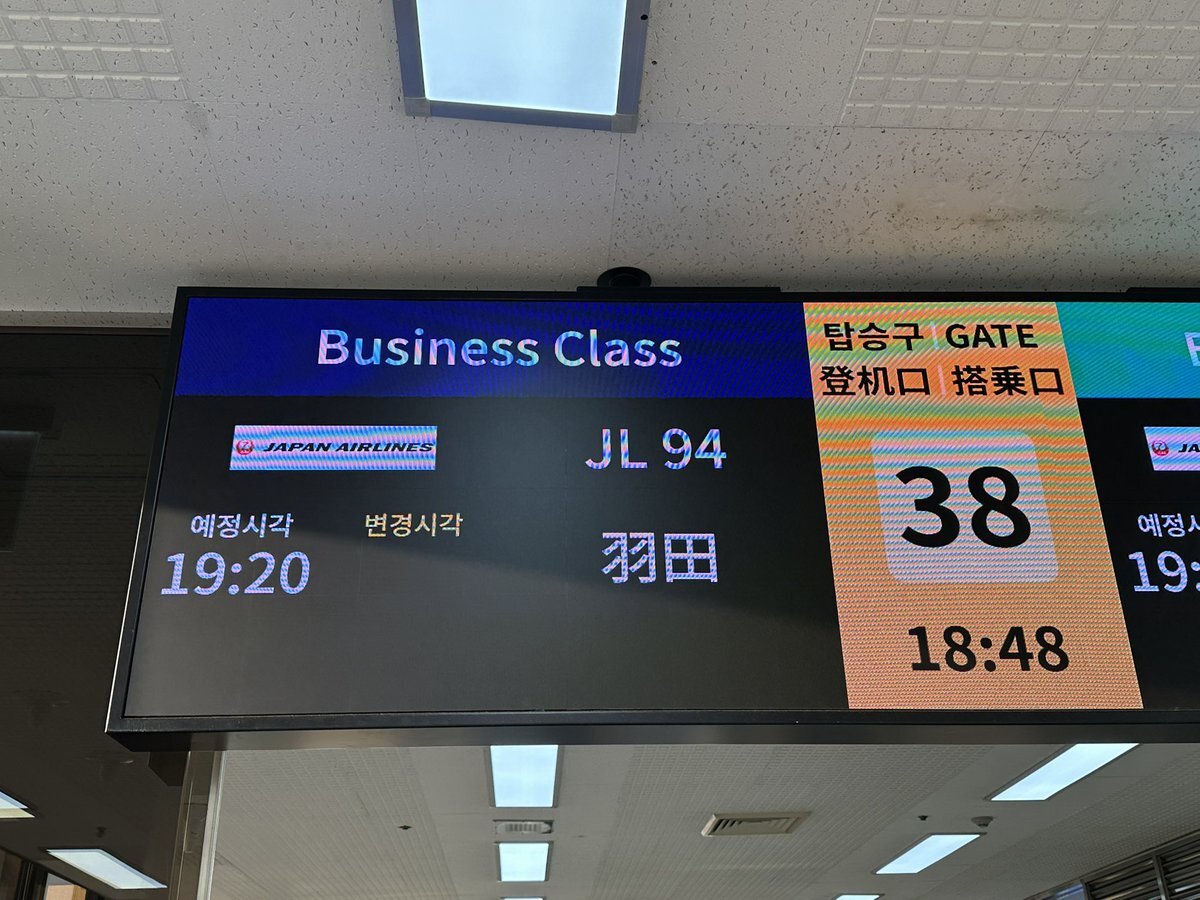 Business Class
탑승구 | GATE
登机口 | 搭乗口
JAPAN AIRLINES
JL 94
38
예정시각
변경시각
19:20
羽田
18:48
JA
예정시
19: